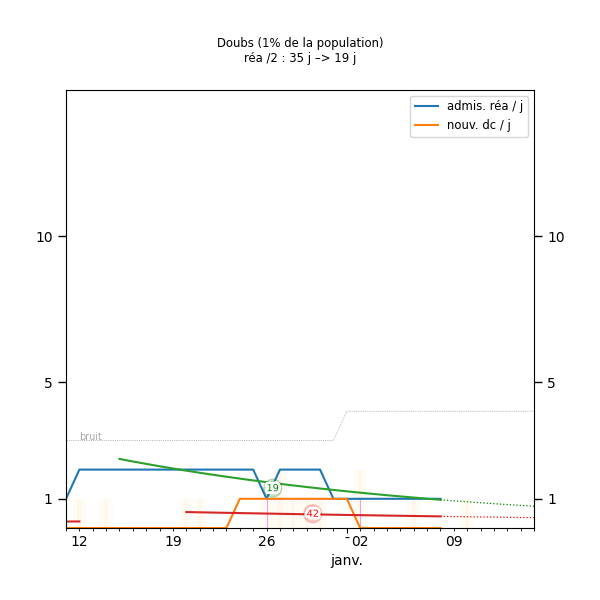 Doubs (1% de la population)
réa /2 : 35 j –> 19 j
admis. réa / j
nouv. dc / j
10
10
5
5
bruit
19
1
1
42
12
19
26
02
09
janv.